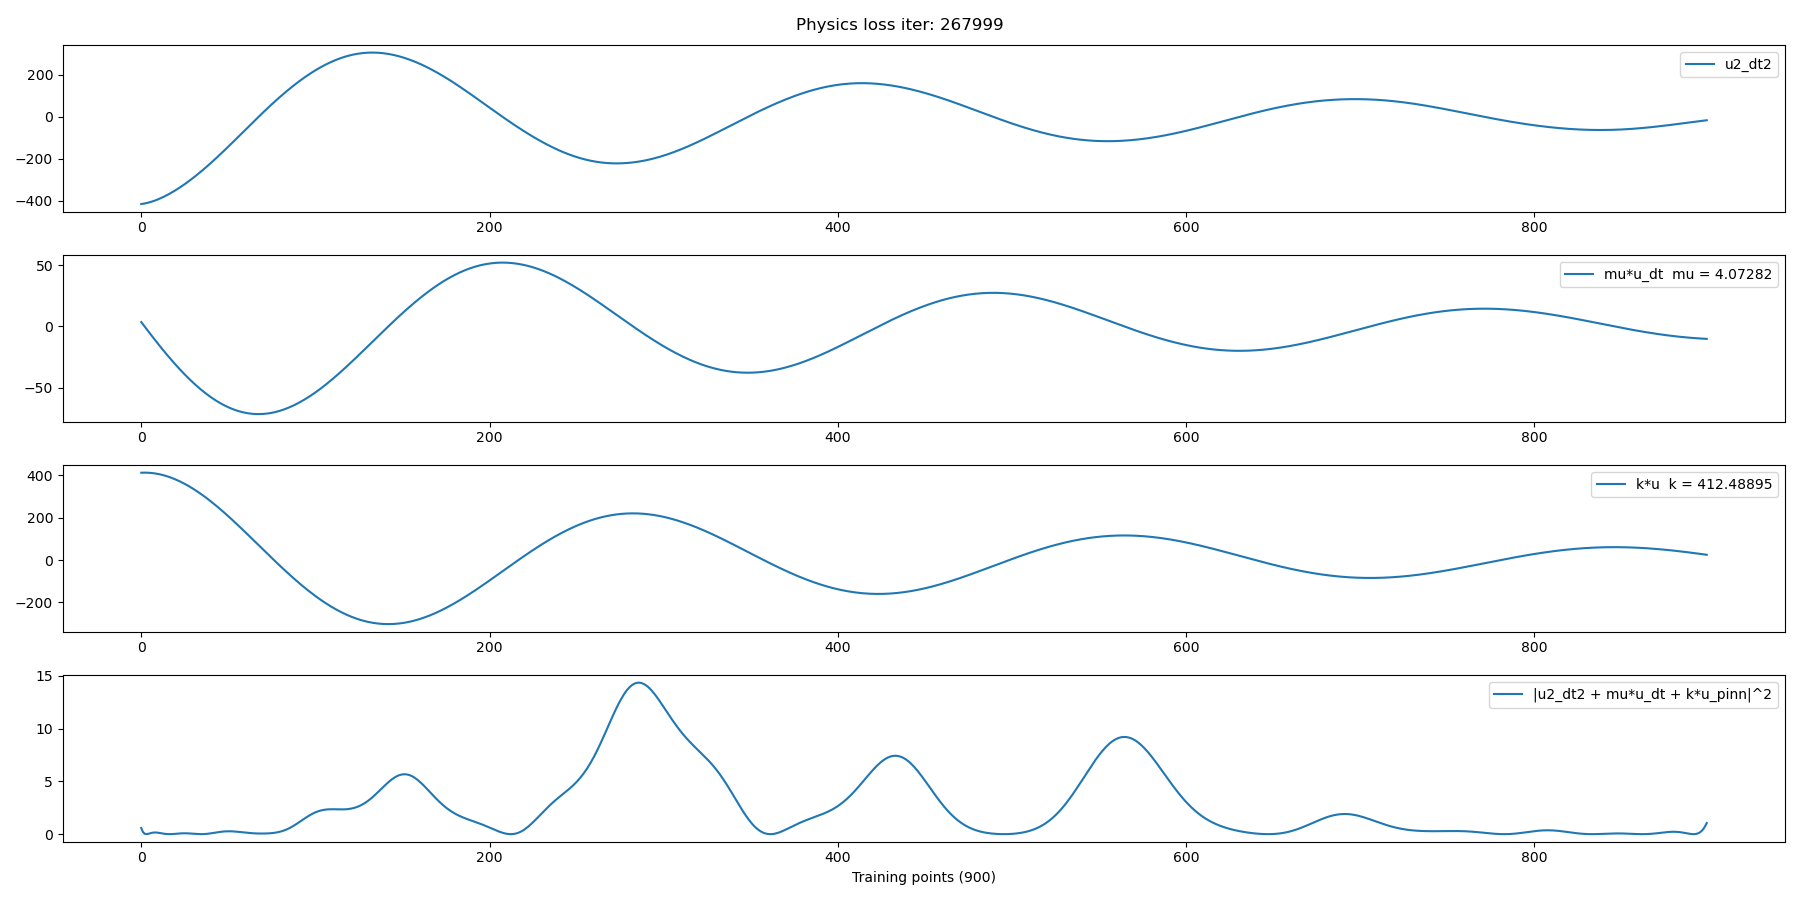 Physics loss iter: 267999
u2_dt2
200
0
−200
−400
0 200 400 600 800
mu*u_dt  mu = 4.07282
50
0
−50
0 200 400 600 800
k*u  k = 412.48895
400
200
0
−200
0 200 400 600 800
|u2_dt2 + mu*u_dt + k*u_pinn|^2
15
10
5
0
0 200 400 600 800
Training points (900)